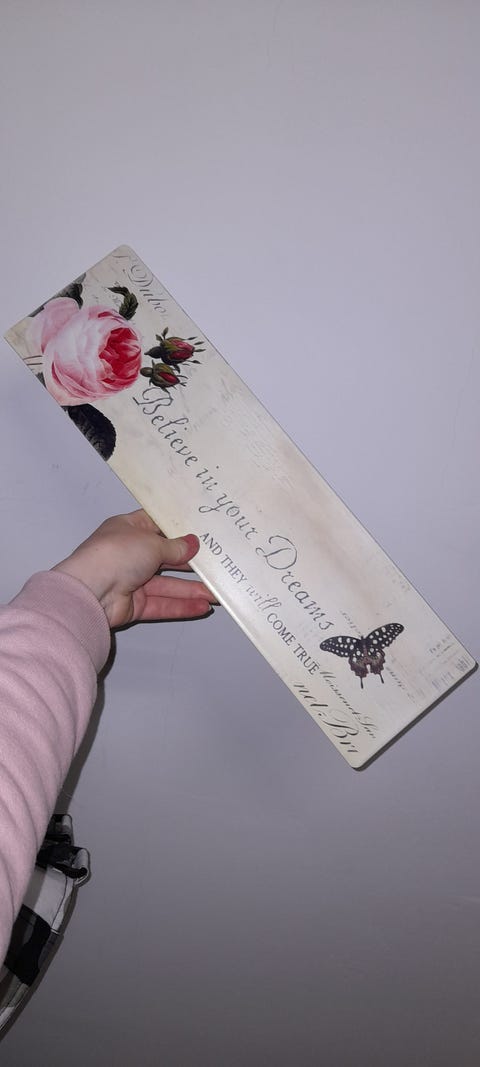 Believe in your Dreams
AND THEY will COME TRUE